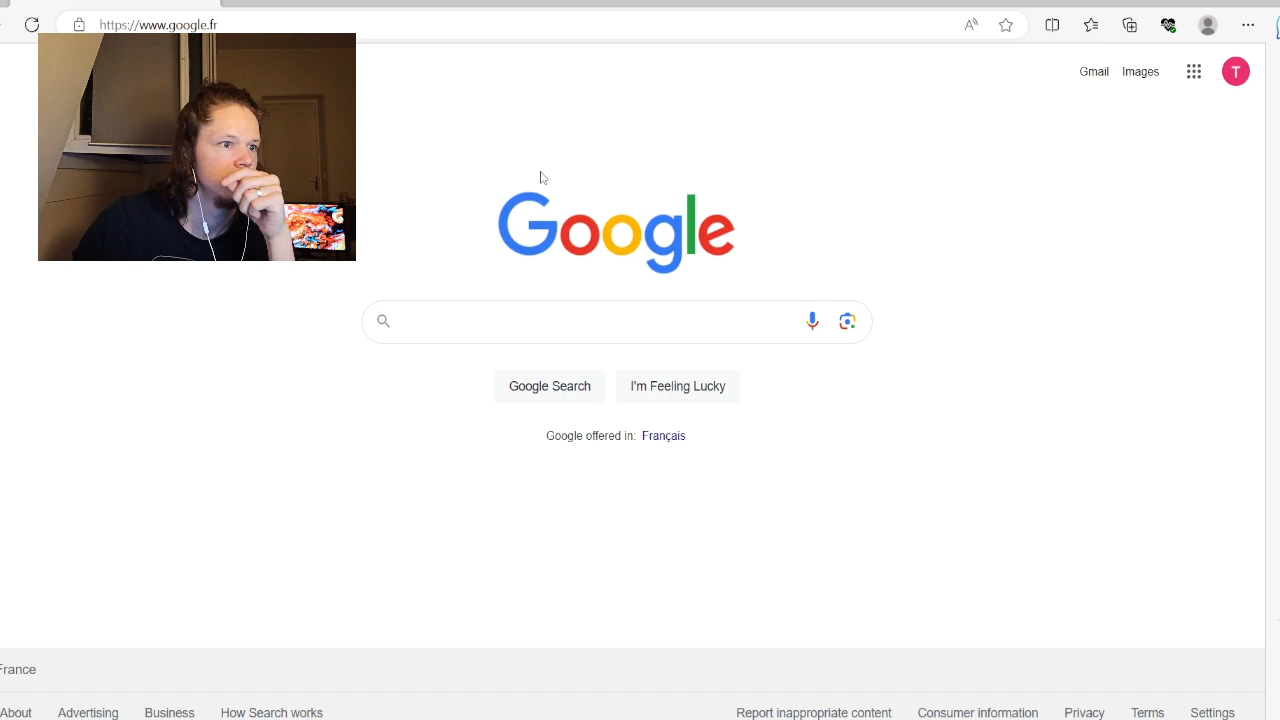 https://www.google.fr
Gmail Images
T
Google
Google Search I'm Feeling Lucky
Google offered in: Français
France
About Advertising Business How Search works Report inappropriate content Consumer information Privacy Terms Settings